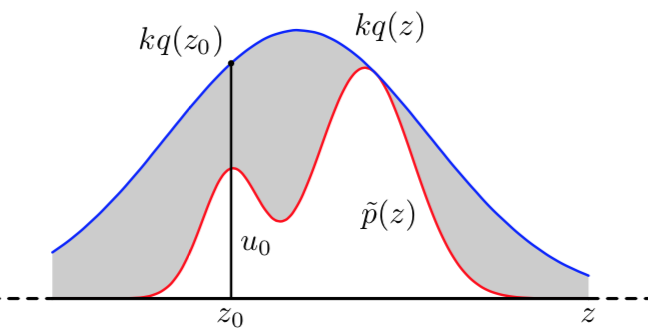 kq(z₀)
kq(z)
p̃(z)
u₀
z₀
z